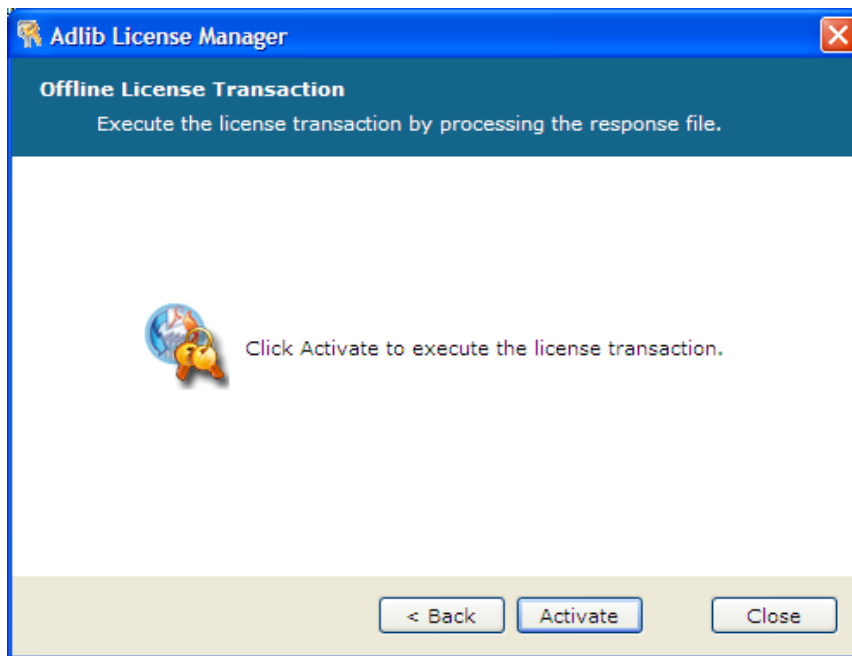 Adlib License Manager
Offline License Transaction
Execute the license transaction by processing the response file.
Click Activate to execute the license transaction.
< Back Activate Close